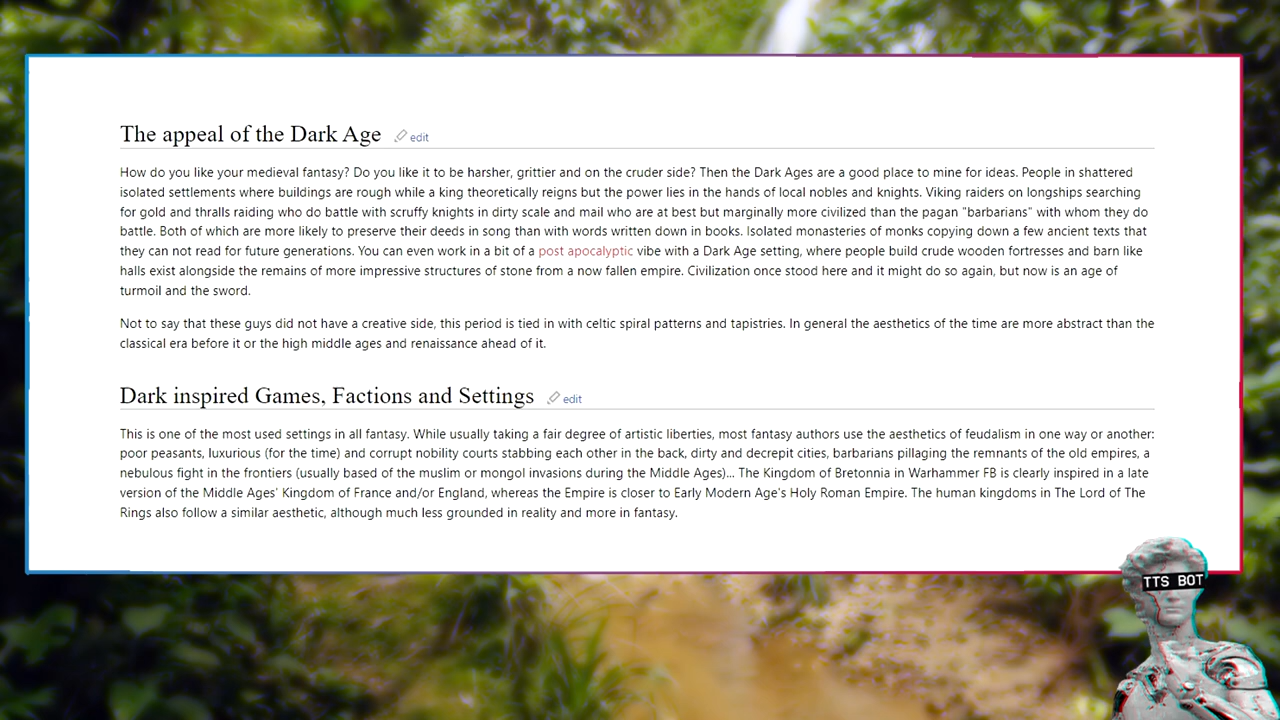 The appeal of the Dark Age edit
How do you like your medieval fantasy? Do you like it to be harsher, grittier and on the cruder side? Then the Dark Ages are a good place to mine for ideas. People in shattered
isolated settlements where buildings are rough while a king theoretically reigns but the power lies in the hands of local nobles and knights. Viking raiders on longships searching
for gold and thralls raiding who do battle with scruffy knights in dirty scale and mail who are at best but marginally more civilized than the pagan "barbarians" with whom they do
battle. Both of which are more likely to preserve their deeds in song than with words written down in books. Isolated monasteries of monks copying down a few ancient texts that
they can not read for future generations. You can even work in a bit of a post apocalyptic vibe with a Dark Age setting, where people build crude wooden fortresses and barn like
halls exist alongside the remains of more impressive structures of stone from a now fallen empire. Civilization once stood here and it might do so again, but now is an age of
turmoil and the sword.
Not to say that these guys did not have a creative side, this period is tied in with celtic spiral patterns and tapistries. In general the aesthetics of the time are more abstract than the
classical era before it or the high middle ages and renaissance ahead of it.
Dark inspired Games, Factions and Settings edit
This is one of the most used settings in all fantasy. While usually taking a fair degree of artistic liberties, most fantasy authors use the aesthetics of feudalism in one way or another:
poor peasants, luxurious (for the time) and corrupt nobility courts stabbing each other in the back, dirty and decrepit cities, barbarians pillaging the remnants of the old empires, a
nebulous fight in the frontiers (usually based of the muslim or mongol invasions during the Middle Ages)... The Kingdom of Bretonnia in Warhammer FB is clearly inspired in a late
version of the Middle Ages' Kingdom of France and/or England, whereas the Empire is closer to Early Modern Age's Holy Roman Empire. The human kingdoms in The Lord of The
Rings also follow a similar aesthetic, although much less grounded in reality and more in fantasy.
TTS BOT